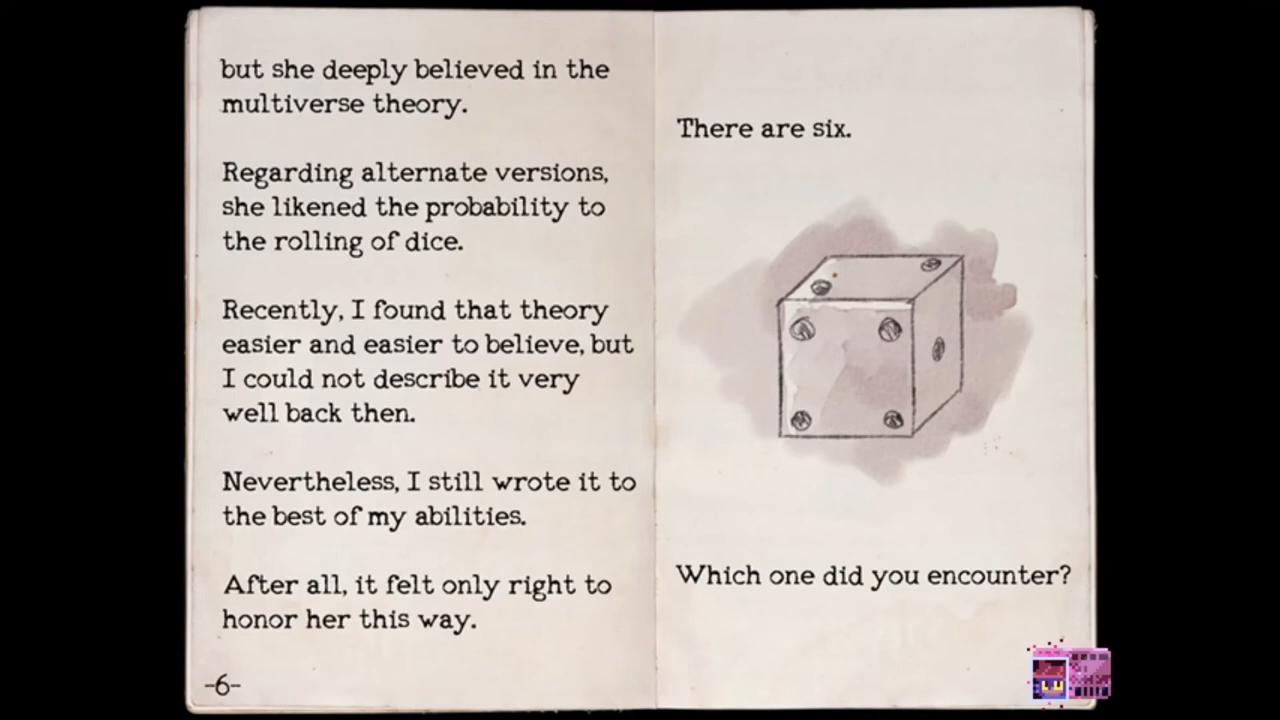 but she deeply believed in the
multiverse theory.
Regarding alternate versions,
she likened the probability to
the rolling of dice.
Recently, I found that theory
easier and easier to believe, but
I could not describe it very
well back then.
Nevertheless, I still wrote it to
the best of my abilities.
After all, it felt only right to
honor her this way.
-6-
There are six.
Which one did you encounter?